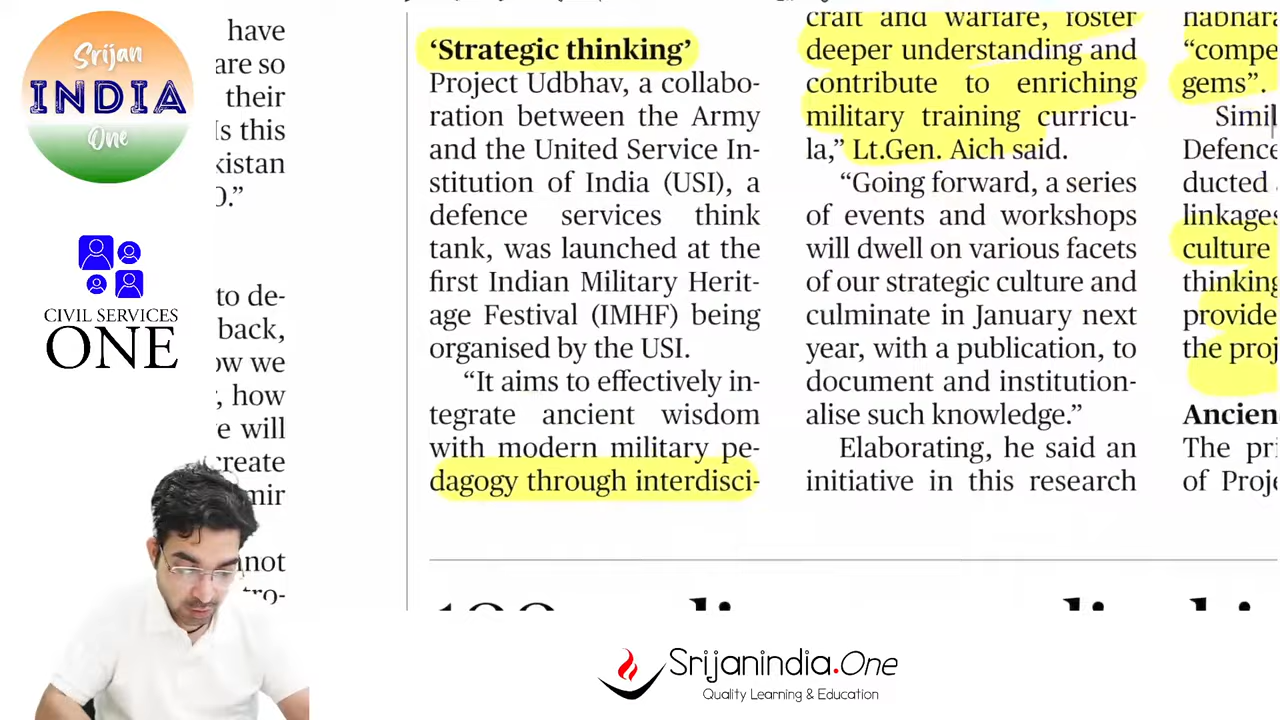 Srijan
INDIA
One
CIVIL SERVICES
ONE
have
are so
their
Is this
kistan
0.”
to de-
back,
ow we
, how
e will
create
mir
not
tro-
‘Strategic thinking’
Project Udbhav, a collabo-
ration between the Army
and the United Service In-
stitution of India (USI), a
defence services think
tank, was launched at the
first Indian Military Herit-
age Festival (IMHF) being
organised by the USI.
“It aims to effectively in-
tegrate ancient wisdom
with modern military pe-
dagogy through interdisci-
craft and warfare, foster
deeper understanding and
contribute to enriching
military training curricu-
la,” Lt.Gen. Aich said.
“Going forward, a series
of events and workshops
will dwell on various facets
of our strategic culture and
culminate in January next
year, with a publication, to
document and institution-
alise such knowledge.”
Elaborating, he said an
initiative in this research
“compe
gems”.
Simil
Defence
ducted
linkages
culture
thinking
provide
the proj
Ancien
The pri
of Proje
Srijanindia.One
Quality Learning & Education